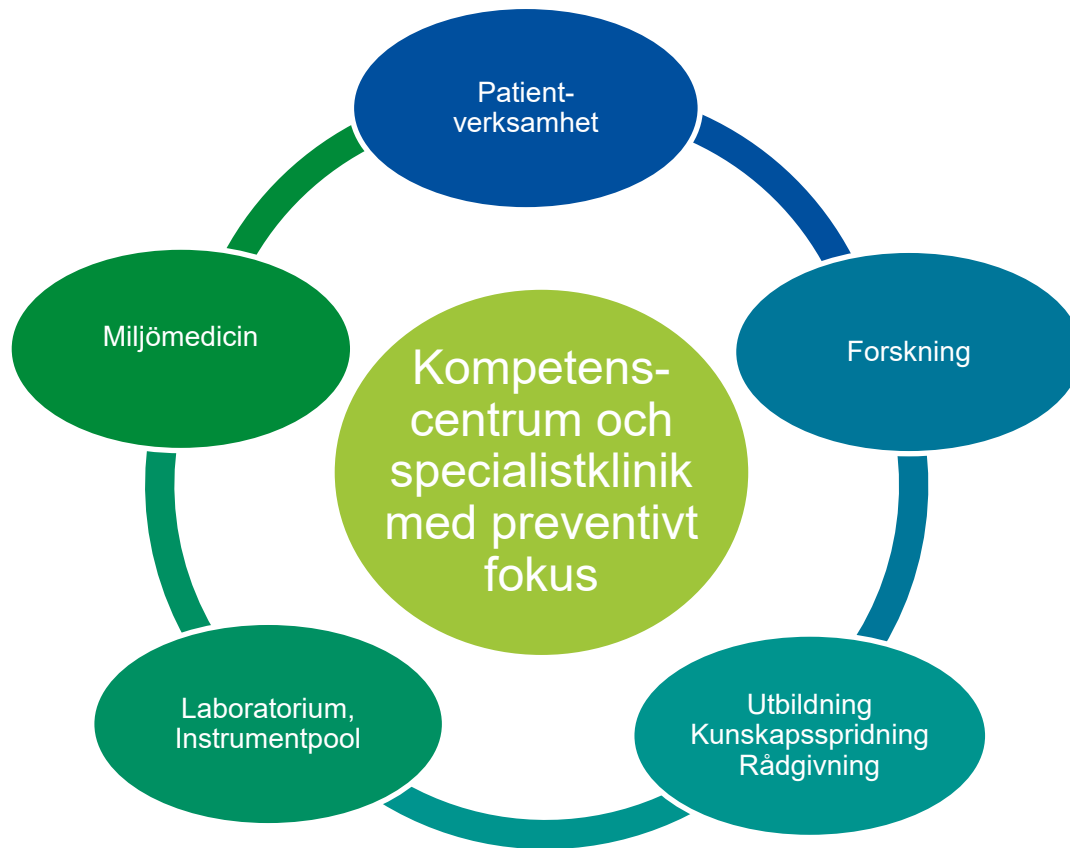 Patient-
verksamhet
Miljömedicin
Forskning
Kompetens-
centrum och
specialistklinik
med preventivt
fokus
Laboratorium,
Instrumentpool
Utbildning
Kunskapsspridning
Rådgivning